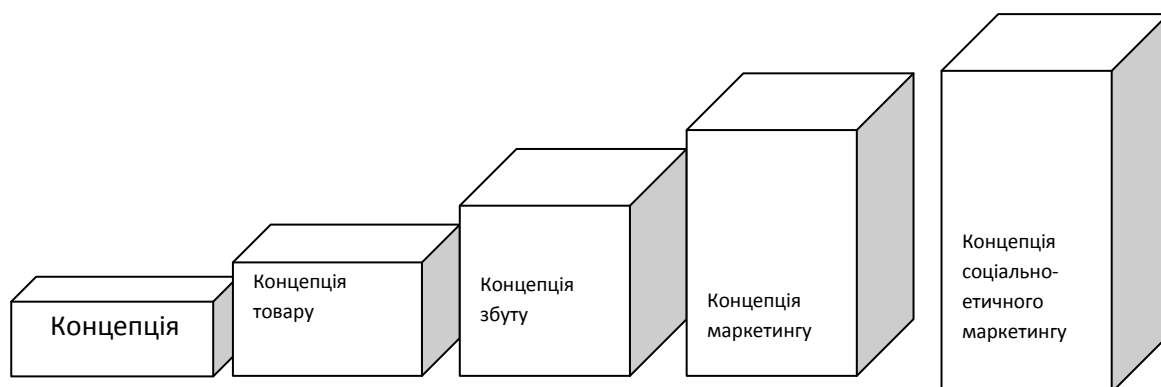 Концепція
Концепція
товару
Концепція
збуту
Концепція
маркетингу
Концепція
соціально-
етичного
маркетингу